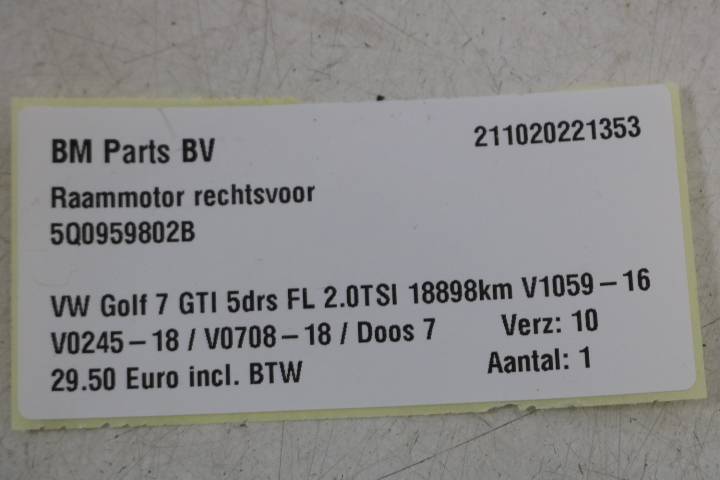 BM Parts BV 211020221353
Raammotor rechtsvoor
5Q0959802B
VW Golf 7 GTI 5drs FL 2.0TSI 18898km V1059-16
V0245-18 / V0708-18 / Doos 7 Verz: 10
29.50 Euro incl. BTW Aantal: 1